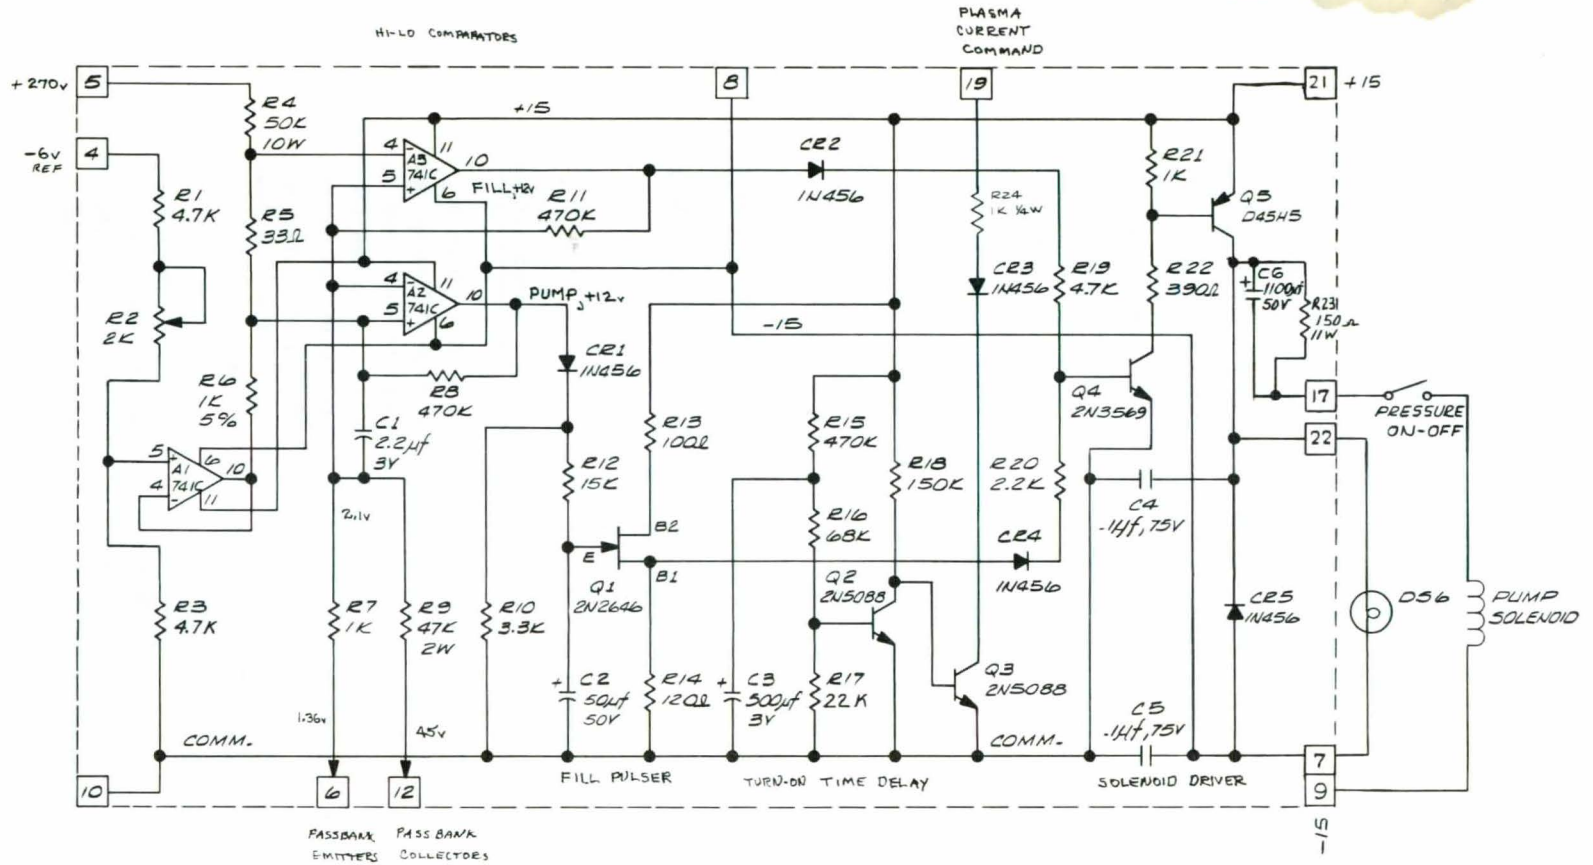 HI-LO COMPARATORS
PLASMA
CURRENT
COMMAND
+270v
5
8
19
21
+15
-6v
REF
4
R4
50K
10W
+15
4
A3
741C
11
10
5
6
FILL,+12v
R11
470K
CR2
1N456
R21
1K
Q5
D45H5
R1
4.7K
R5
33Ω
R24
1K ¼W
R2
2K
4
A2
741C
11
10
5
6
PUMP,+12v
CR3
1N456
R19
4.7K
R22
390Ω
+
C6
1100µf
50V
R23
150Ω
11W
-15
R6
1K
5%
R8
470K
CR1
1N456
Q4
2N3569
17
PRESSURE
ON-OFF
C1
2.2µf
3V
R13
100Ω
R15
470K
22
5
A1
741C
6
10
4
11
R12
15K
R18
150K
R20
2.2K
C4
.1µf, 75V
2.1v
R16
68K
E
B2
B1
Q1
2N2646
CR4
1N456
Q2
2N5088
R3
4.7K
R7
1K
R9
47K
2W
R10
3.3K
CR5
1N456
DS6
PUMP
SOLENOID
+
C2
50µf
50V
R14
120Ω
+
C3
500µf
3V
R17
22K
Q3
2N5088
1.36v
45v
C5
.1µf, 75V
COMM.
COMM.
10
6
12
FILL PULSER
TURN-ON TIME DELAY
SOLENOID DRIVER
7
9
-15
PASSBANK
EMITTERS
PASS BANK
COLLECTORS